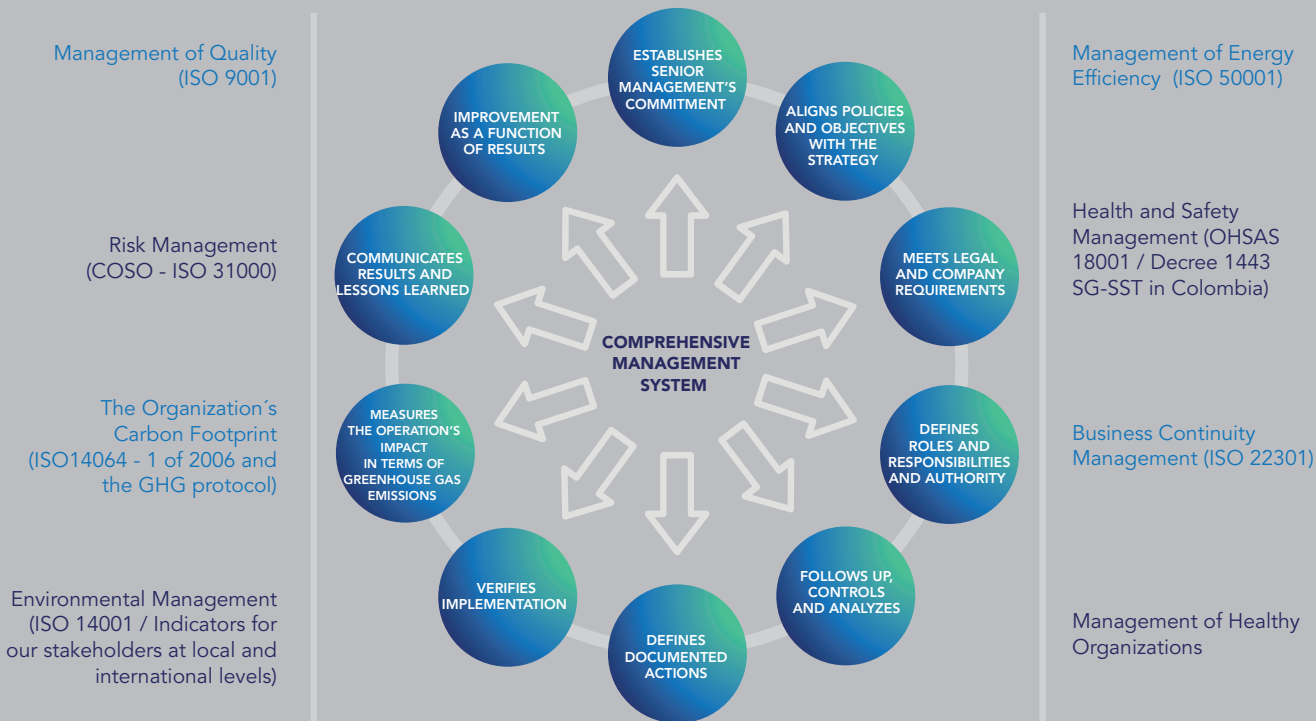 Management of Quality
(ISO 9001)
Risk Management
(COSO - ISO 31000)
The Organization´s
Carbon Footprint
(ISO14064 - 1 of 2006 and
the GHG protocol)
Environmental Management
(ISO 14001 / Indicators for
our stakeholders at local and
international levels)
ESTABLISHES
SENIOR
MANAGEMENT'S
COMMITMENT
ALIGNS POLICIES
AND OBJECTIVES
WITH THE
STRATEGY
MEETS LEGAL
AND COMPANY
REQUIREMENTS
DEFINES
ROLES AND
RESPONSIBILITIES
AND AUTHORITY
FOLLOWS UP,
CONTROLS
AND ANALYZES
DEFINES
DOCUMENTED
ACTIONS
VERIFIES
IMPLEMENTATION
MEASURES
THE OPERATION'S
IMPACT
IN TERMS OF
GREENHOUSE GAS
EMISSIONS
COMMUNICATES
RESULTS AND
LESSONS LEARNED
IMPROVEMENT
AS A FUNCTION
OF RESULTS
COMPREHENSIVE
MANAGEMENT
SYSTEM
Management of Energy
Efficiency (ISO 50001)
Health and Safety
Management (OHSAS
18001 / Decree 1443
SG-SST in Colombia)
Business Continuity
Management (ISO 22301)
Management of Healthy
Organizations